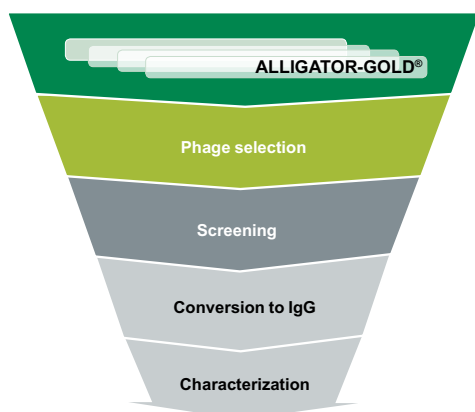 ALLIGATOR-GOLD®
Phage selection
Screening
Conversion to IgG
Characterization